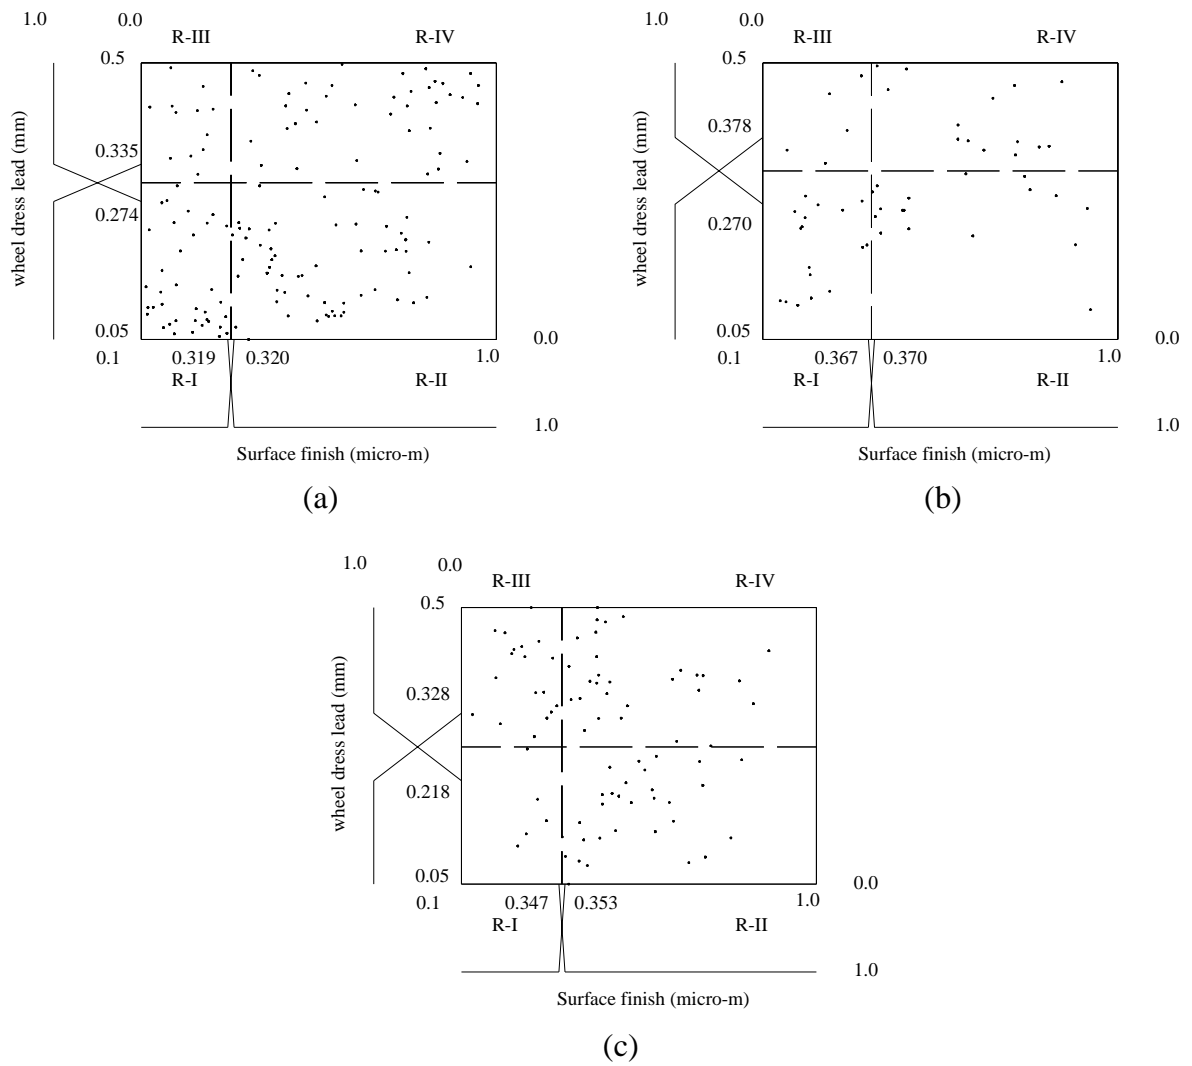 1.0 0.0
R-III R-IV
0.5
wheel dress lead (mm)
0.335
0.274
0.05 0.0
0.1 0.319 0.320 1.0
R-I R-II
1.0
Surface finish (micro-m)
(a)
1.0 0.0
R-III R-IV
0.5
wheel dress lead (mm)
0.378
0.270
0.05 0.0
0.1 0.367 0.370 1.0
R-I R-II
1.0
Surface finish (micro-m)
(b)
1.0 0.0
R-III R-IV
0.5
wheel dress lead (mm)
0.328
0.218
0.05 0.0
0.1 0.347 0.353 1.0
R-I R-II
1.0
Surface finish (micro-m)
(c)